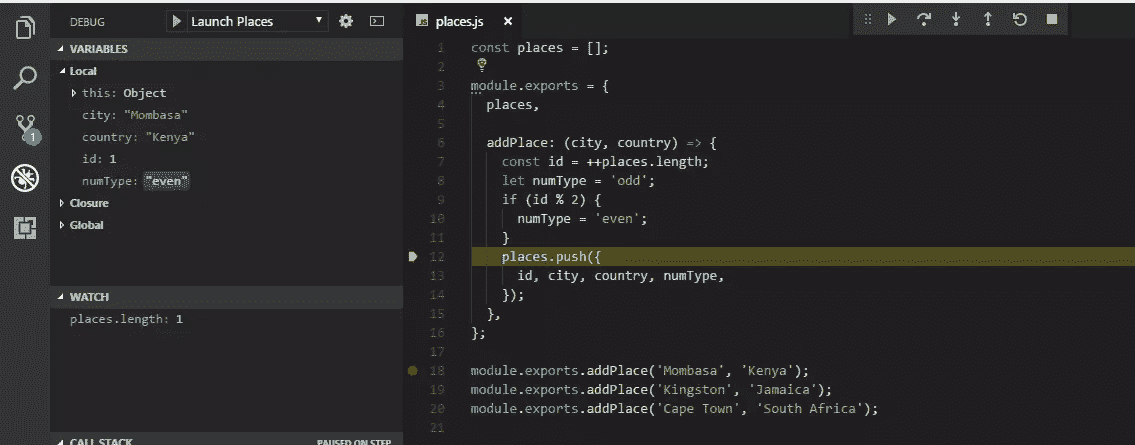 DEBUG
Launch Places
VARIABLES
Local
this: Object
city: "Mombasa"
country: "Kenya"
id: 1
numType: "even"
Closure
Global
WATCH
places.length: 1
CALL STACK
PAUSED ON STEP
1
JS places.js
1 const places = [];
2
3 module.exports = {
4 places,
5
6 addPlace: (city, country) => {
7 const id = ++places.length;
8 let numType = 'odd';
9 if (id % 2) {
10 numType = 'even';
11 }
12 places.push({
13 id, city, country, numType,
14 });
15 },
16 };
17
18 module.exports.addPlace('Mombasa', 'Kenya');
19 module.exports.addPlace('Kingston', 'Jamaica');
20 module.exports.addPlace('Cape Town', 'South Africa');
21